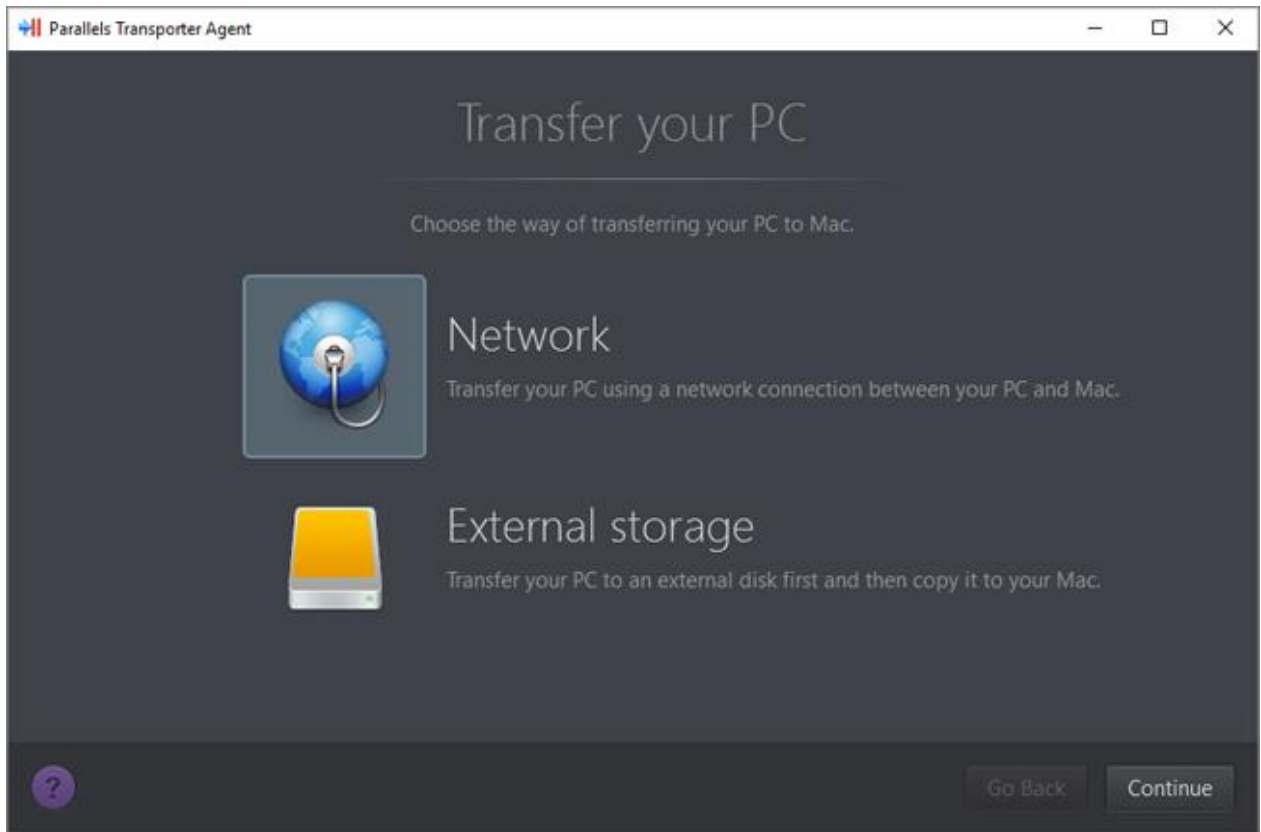 Parallels Transporter Agent
Transfer your PC
Choose the way of transferring your PC to Mac.
Network
Transfer your PC using a network connection between your PC and Mac.
External storage
Transfer your PC to an external disk first and then copy it to your Mac.
?
Go Back
Continue